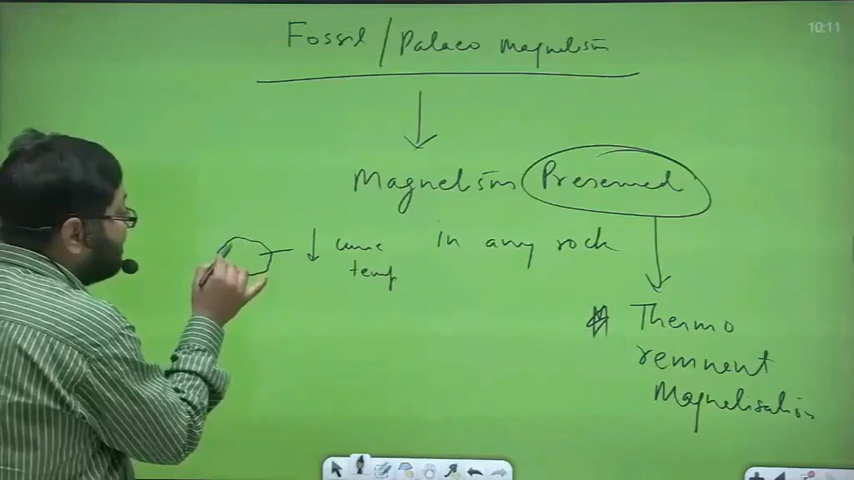 10:11
Fossil / Palaeo magnetism
Magnetism Preserved
in any rock
↓ curie
temp
Thermo
remnent
Magnetisation